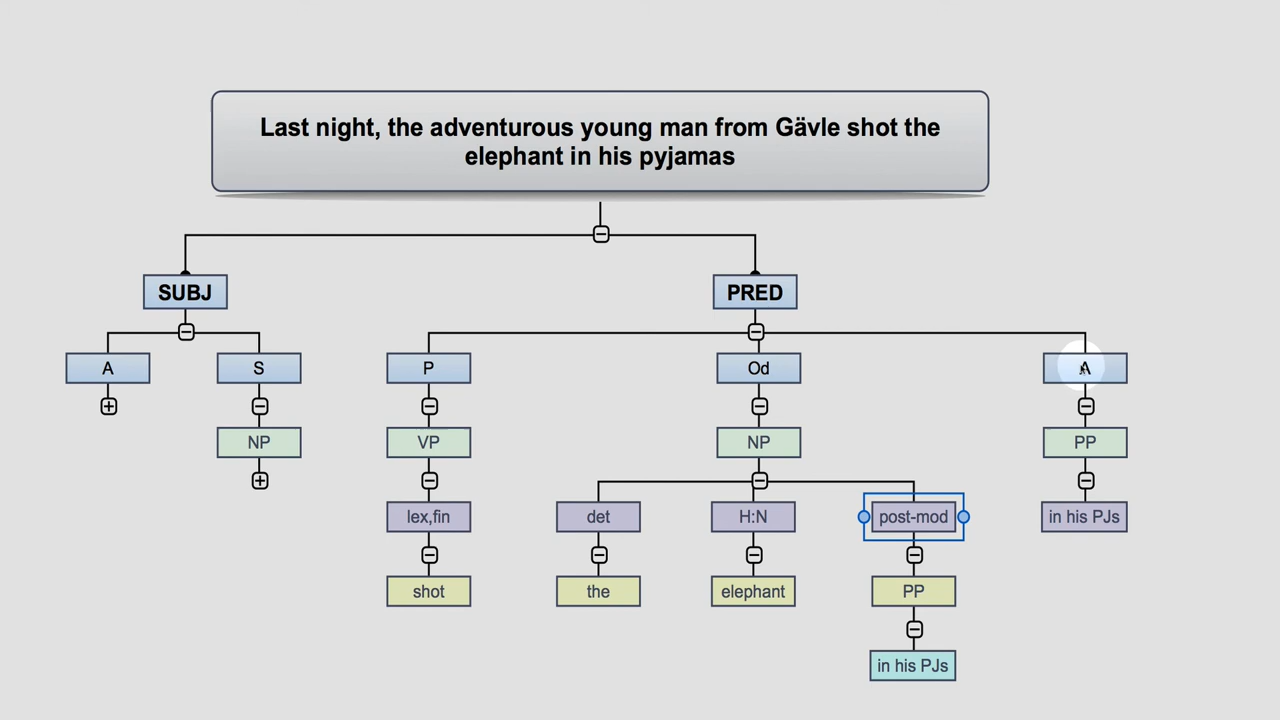 Last night, the adventurous young man from Gävle shot the
elephant in his pyjamas
SUBJ
PRED
A
S
P
Od
A
NP
VP
NP
PP
lex,fin
det
H:N
post-mod
in his PJs
shot
the
elephant
PP
in his PJs